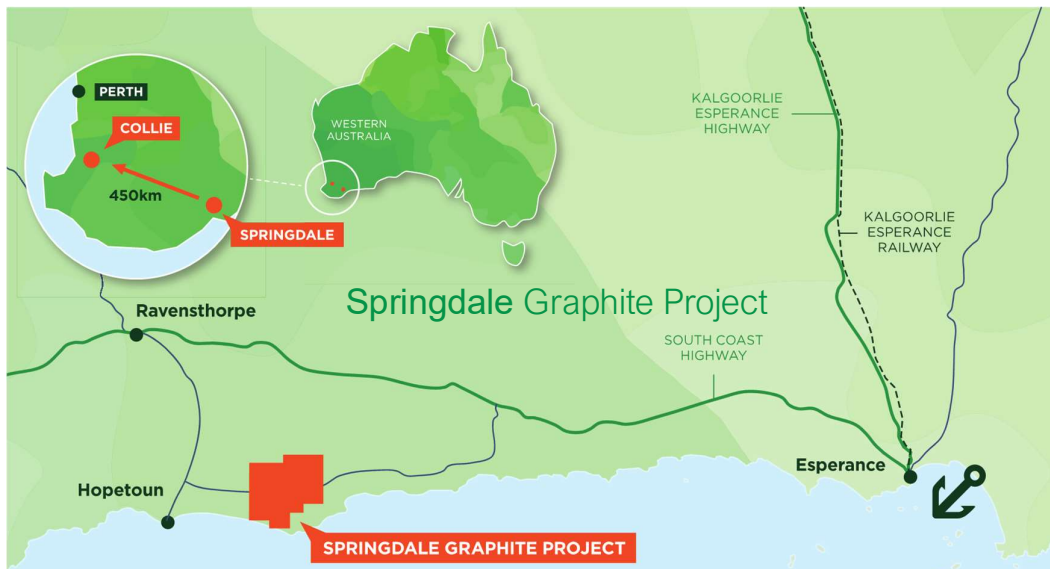 PERTH
COLLIE
450km
SPRINGDALE
WESTERN
AUSTRALIA
KALGOORLIE
ESPERANCE
HIGHWAY
KALGOORLIE
ESPERANCE
RAILWAY
Springdale Graphite Project
Ravensthorpe
SOUTH COAST
HIGHWAY
Esperance
Hopetoun
SPRINGDALE GRAPHITE PROJECT